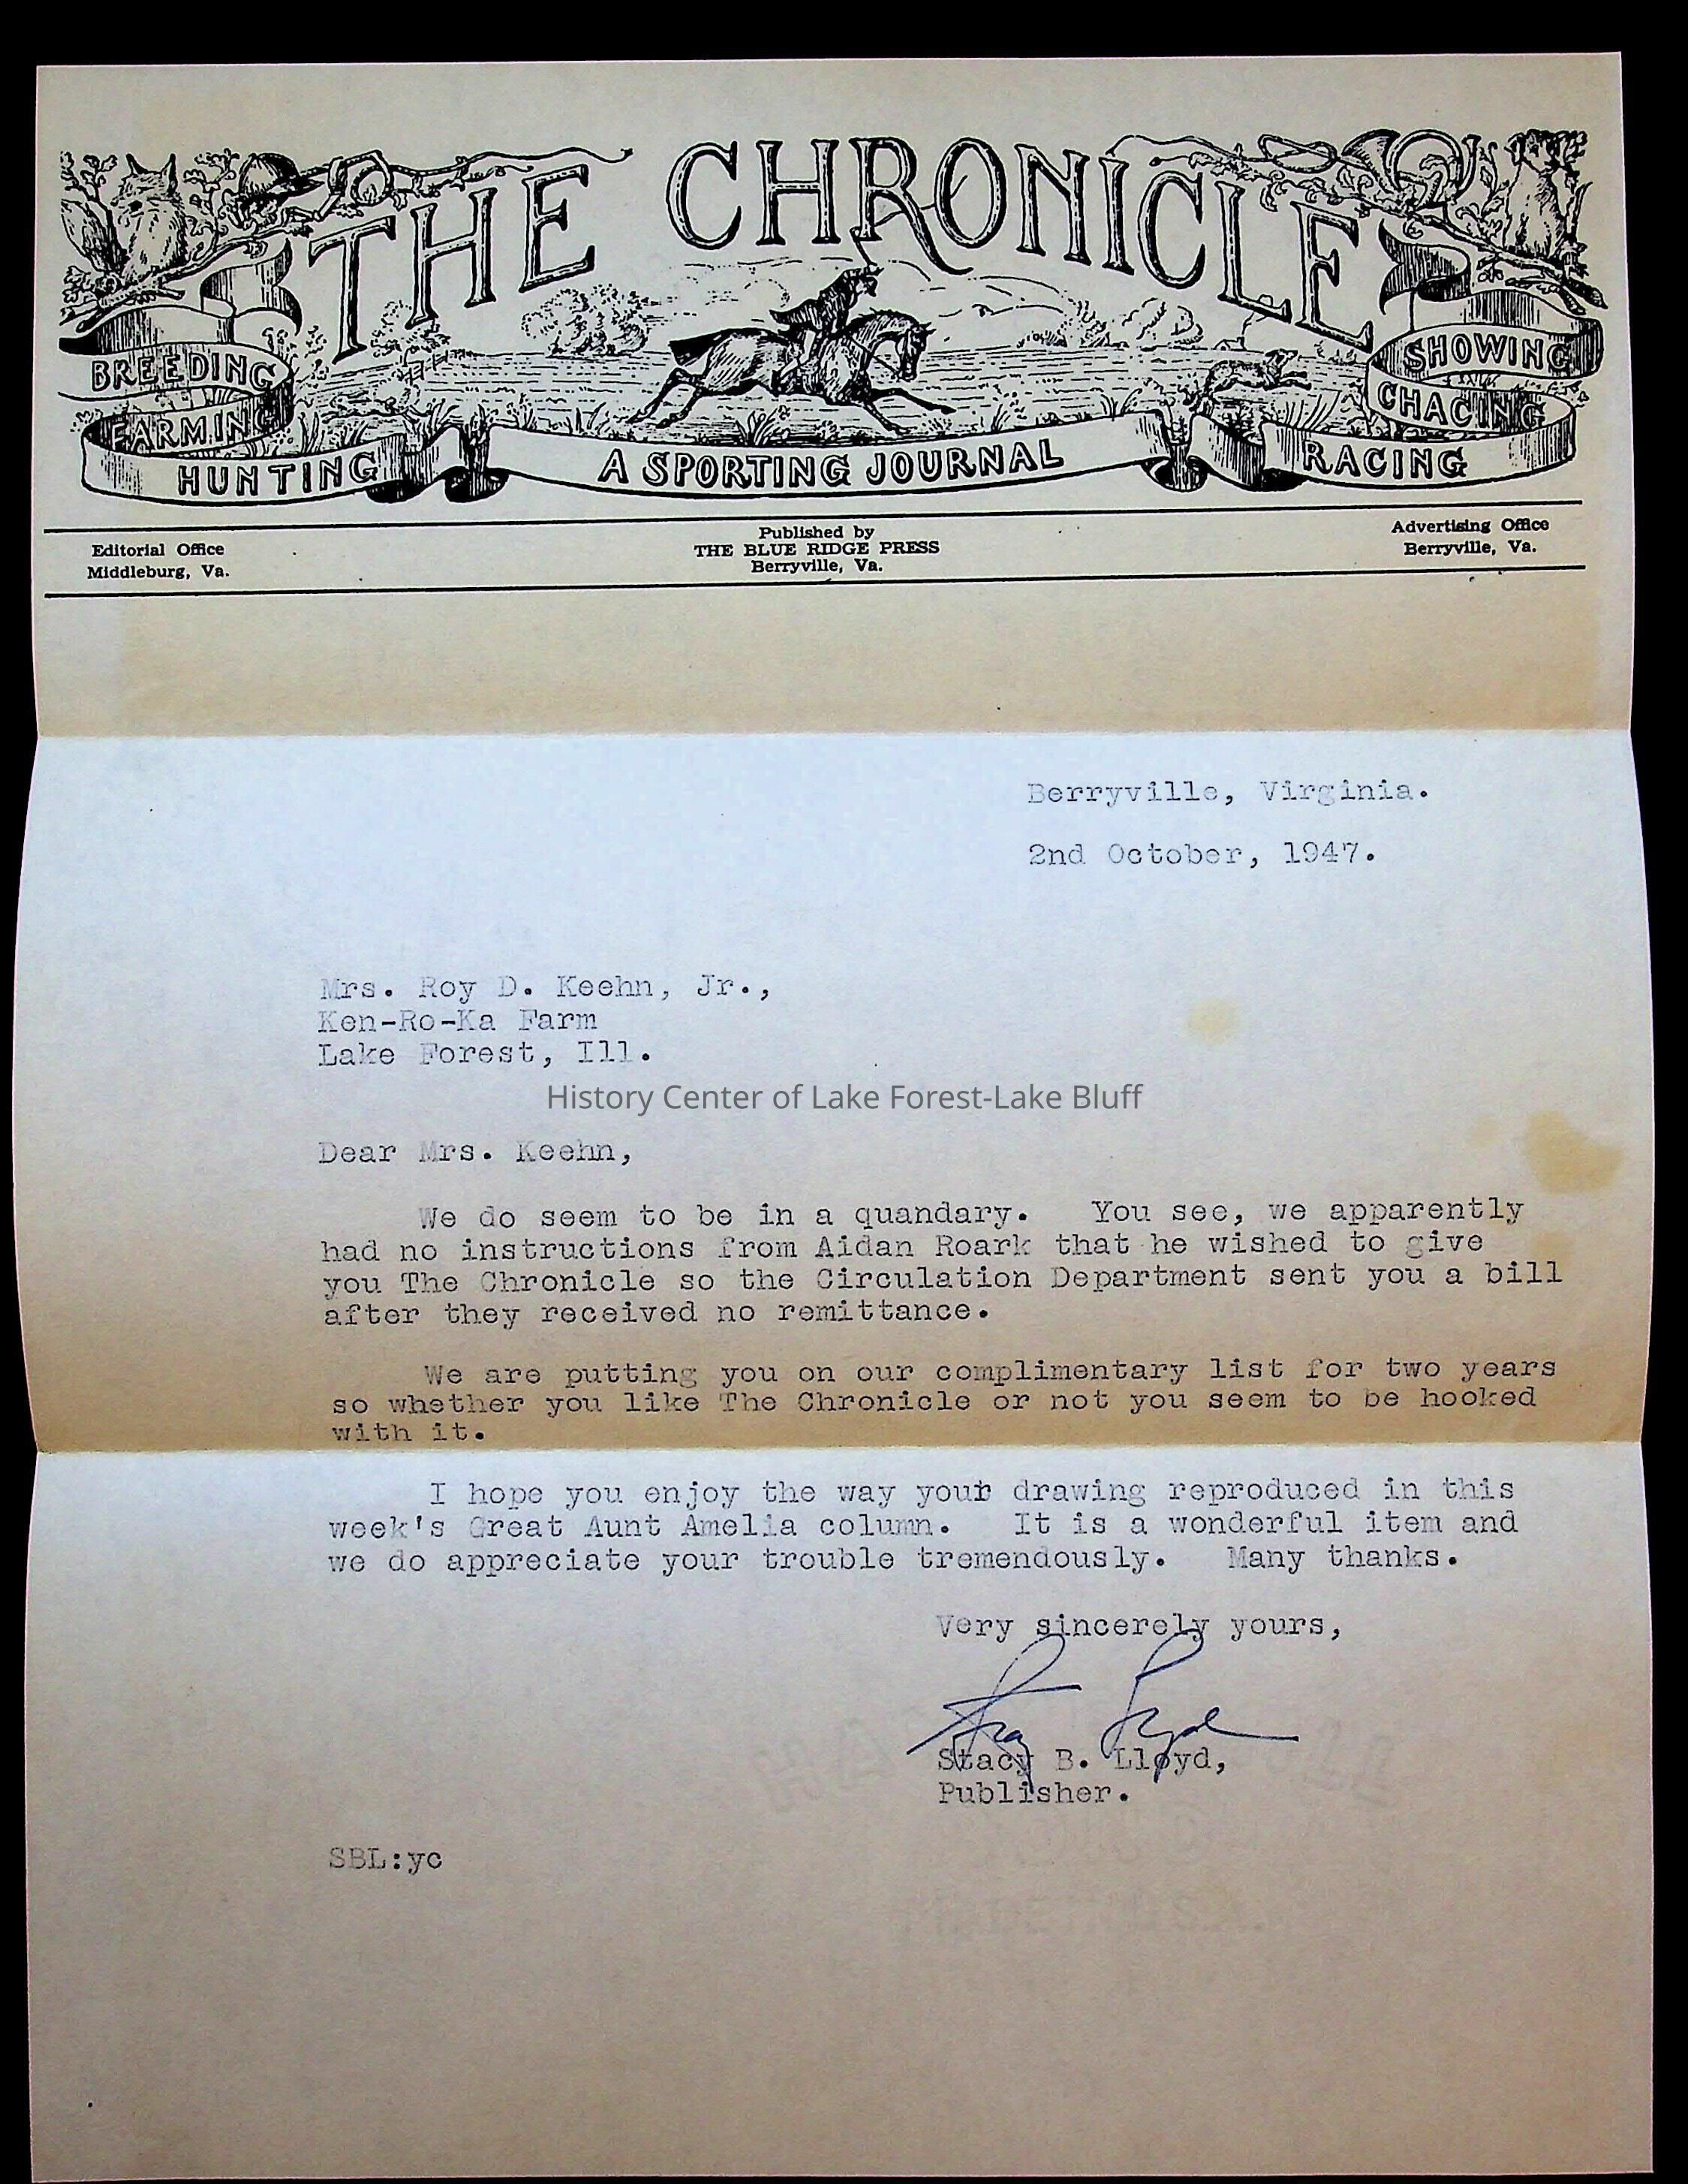 THE CHRONICLE
BREEDING
FARMING
HUNTING
A SPORTING JOURNAL
SHOWING
CHACING
RACING
Editorial Office
Middleburg, Va.
Published by
THE BLUE RIDGE PRESS
Berryville, Va.
Advertising Office
Berryville, Va.
Berryville, Virginia.
2nd October, 1947.
Mrs. Roy D. Keehn, Jr.,
Ken-Ro-Ka Farm
Lake Forest, Ill.
History Center of Lake Forest-Lake Bluff
Dear Mrs. Keehn,
We do seem to be in a quandary. You see, we apparently
had no instructions from Aidan Roark that he wished to give
you The Chronicle so the Circulation Department sent you a bill
after they received no remittance.
We are putting you on our complimentary list for two years
so whether you like The Chronicle or not you seem to be hooked
with it.
I hope you enjoy the way your drawing reproduced in this
week's Great Aunt Amelia column. It is a wonderful item and
we do appreciate your trouble tremendously. Many thanks.
Very sincerely yours,
Stacy Lloyd
Stacy B. Lloyd,
Publisher.
SBL:yc